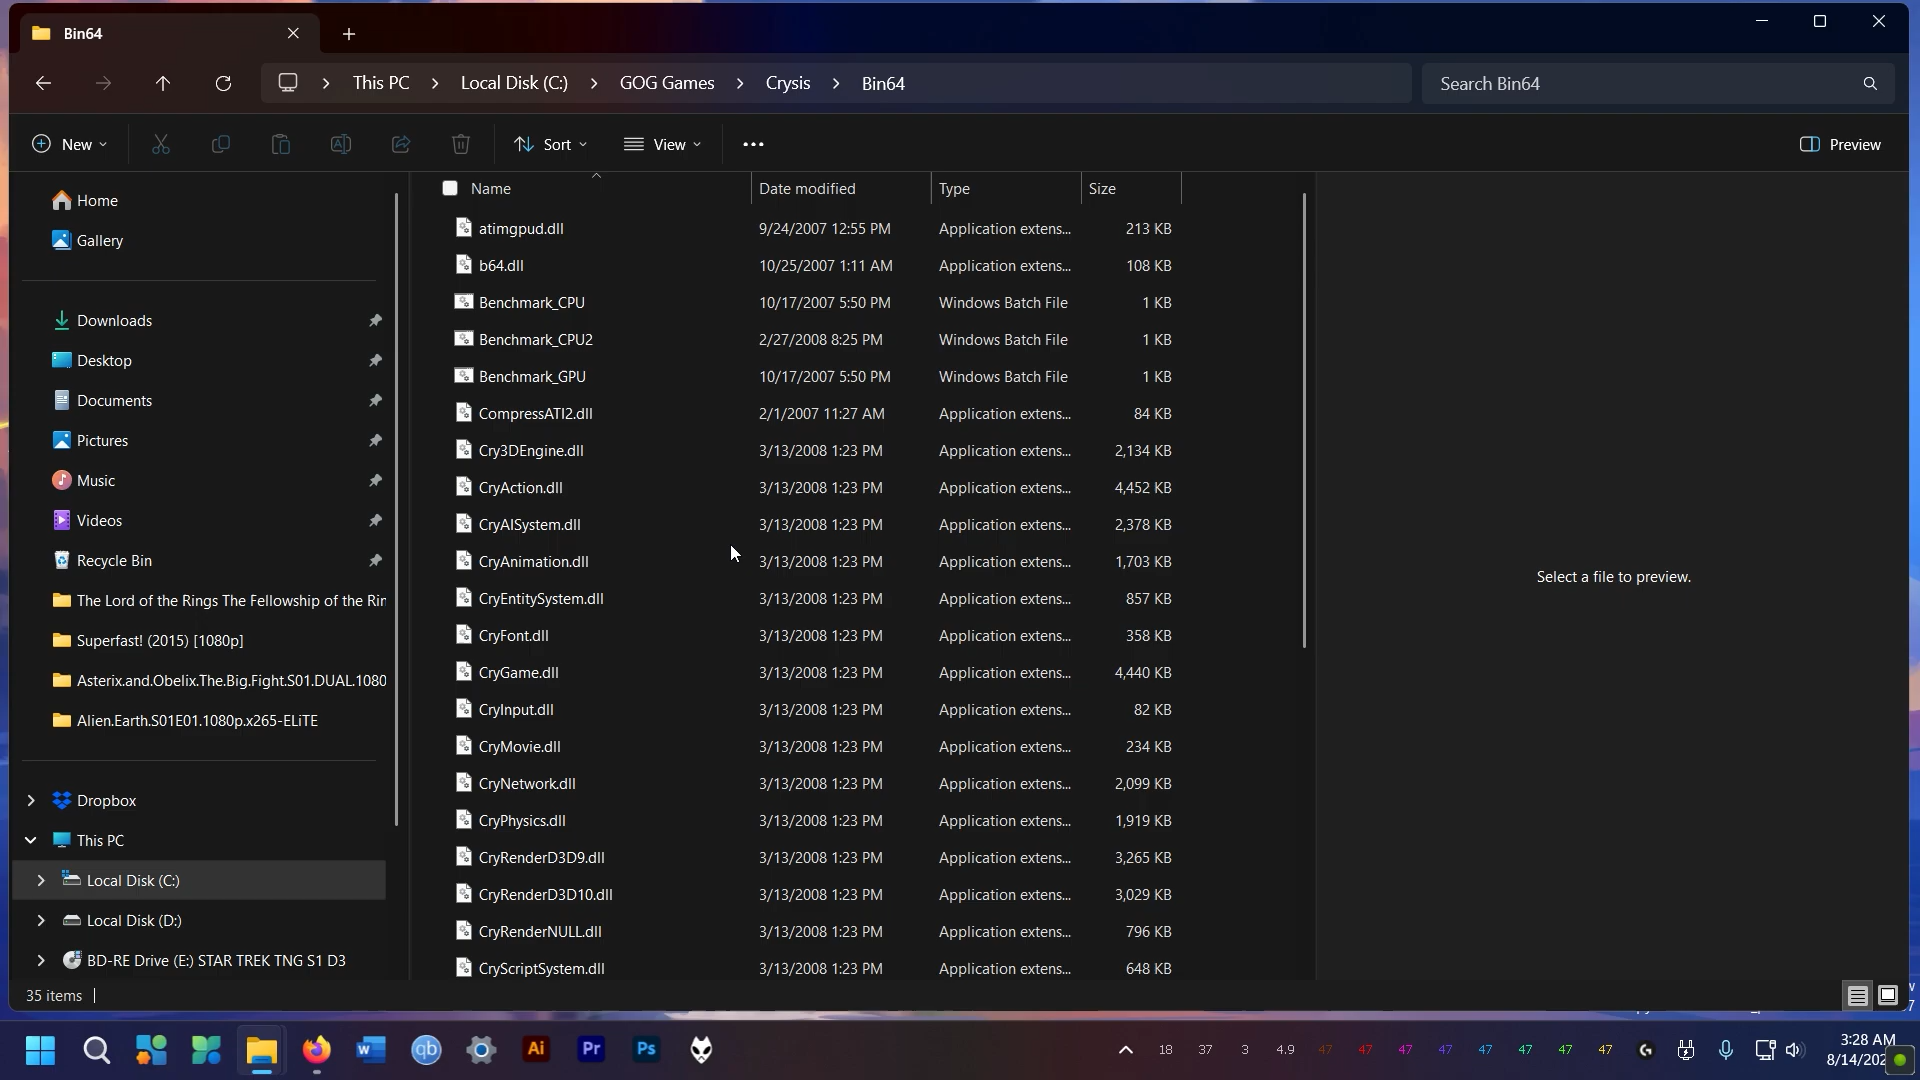 Bin64
This PC
Local Disk (C:)
GOG Games
Crysis
Bin64
Search Bin64
New
Sort
View
Preview
Home
Gallery
Downloads
Desktop
Documents
Pictures
Music
Videos
Recycle Bin
The Lord of the Rings The Fellowship of the Rin
Superfast! (2015) [1080p]
Asterix.and.Obelix.The.Big.Fight.S01.DUAL.1080
Alien.Earth.S01E01.1080p.x265-ELiTE
Dropbox
This PC
Local Disk (C:)
Local Disk (D:)
BD-RE Drive (E:) STAR TREK TNG S1 D3
Name Date modified Type Size
atimgpud.dll 9/24/2007 12:55 PM Application extens... 213 KB
b64.dll 10/25/2007 1:11 AM Application extens... 108 KB
Benchmark_CPU 10/17/2007 5:50 PM Windows Batch File 1 KB
Benchmark_CPU2 2/27/2008 8:25 PM Windows Batch File 1 KB
Benchmark_GPU 10/17/2007 5:50 PM Windows Batch File 1 KB
CompressATI2.dll 2/1/2007 11:27 AM Application extens... 84 KB
Cry3DEngine.dll 3/13/2008 1:23 PM Application extens... 2,134 KB
CryAction.dll 3/13/2008 1:23 PM Application extens... 4,452 KB
CryAISystem.dll 3/13/2008 1:23 PM Application extens... 2,378 KB
CryAnimation.dll 3/13/2008 1:23 PM Application extens... 1,703 KB
CryEntitySystem.dll 3/13/2008 1:23 PM Application extens... 857 KB
CryFont.dll 3/13/2008 1:23 PM Application extens... 358 KB
CryGame.dll 3/13/2008 1:23 PM Application extens... 4,440 KB
CryInput.dll 3/13/2008 1:23 PM Application extens... 82 KB
CryMovie.dll 3/13/2008 1:23 PM Application extens... 234 KB
CryNetwork.dll 3/13/2008 1:23 PM Application extens... 2,099 KB
CryPhysics.dll 3/13/2008 1:23 PM Application extens... 1,919 KB
CryRenderD3D9.dll 3/13/2008 1:23 PM Application extens... 3,265 KB
CryRenderD3D10.dll 3/13/2008 1:23 PM Application extens... 3,029 KB
CryRenderNULL.dll 3/13/2008 1:23 PM Application extens... 796 KB
CryScriptSystem.dll 3/13/2008 1:23 PM Application extens... 648 KB
Select a file to preview.
35 items
W qb Ai Pr Ps
18 37 3 4.9 47 47 47 47 47 47 47 47
3:28 AM
8/14/202